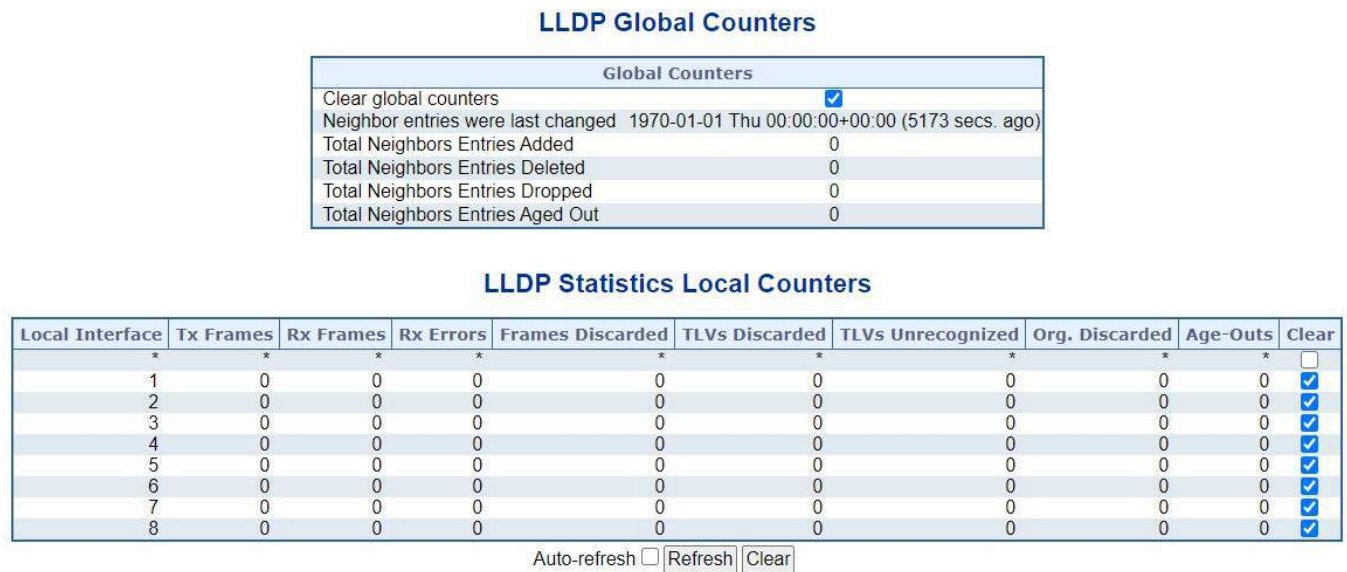 LLDP Global Counters
Global Counters
Clear global counters
Neighbor entries were last changed 1970-01-01 Thu 00:00:00+00:00 (5173 secs. ago)
Total Neighbors Entries Added 0
Total Neighbors Entries Deleted 0
Total Neighbors Entries Dropped 0
Total Neighbors Entries Aged Out 0
LLDP Statistics Local Counters
Local Interface Tx Frames Rx Frames Rx Errors Frames Discarded TLVs Discarded TLVs Unrecognized Org. Discarded Age-Outs Clear
* * * * * * * * *
1 0 0 0 0 0 0 0 0
2 0 0 0 0 0 0 0 0
3 0 0 0 0 0 0 0 0
4 0 0 0 0 0 0 0 0
5 0 0 0 0 0 0 0 0
6 0 0 0 0 0 0 0 0
7 0 0 0 0 0 0 0 0
8 0 0 0 0 0 0 0 0
Auto-refresh Refresh Clear